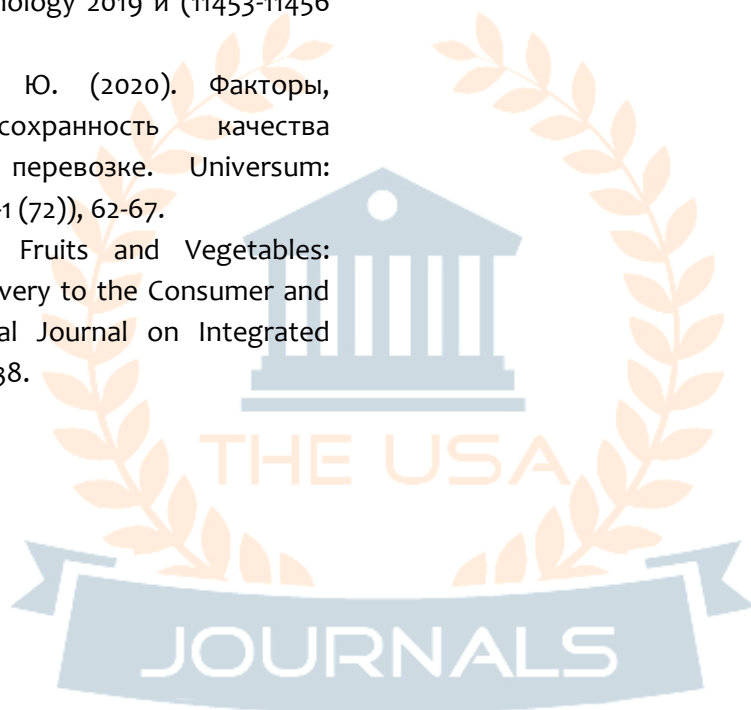 nology 2019 и (11453-11456
Ю. (2020). Факторы,
сохранность качества
перевозке. Universum:
-1 (72)), 62-67.
Fruits and Vegetables:
very to the Consumer and
al Journal on Integrated
38.
THE USA
JOURNALS